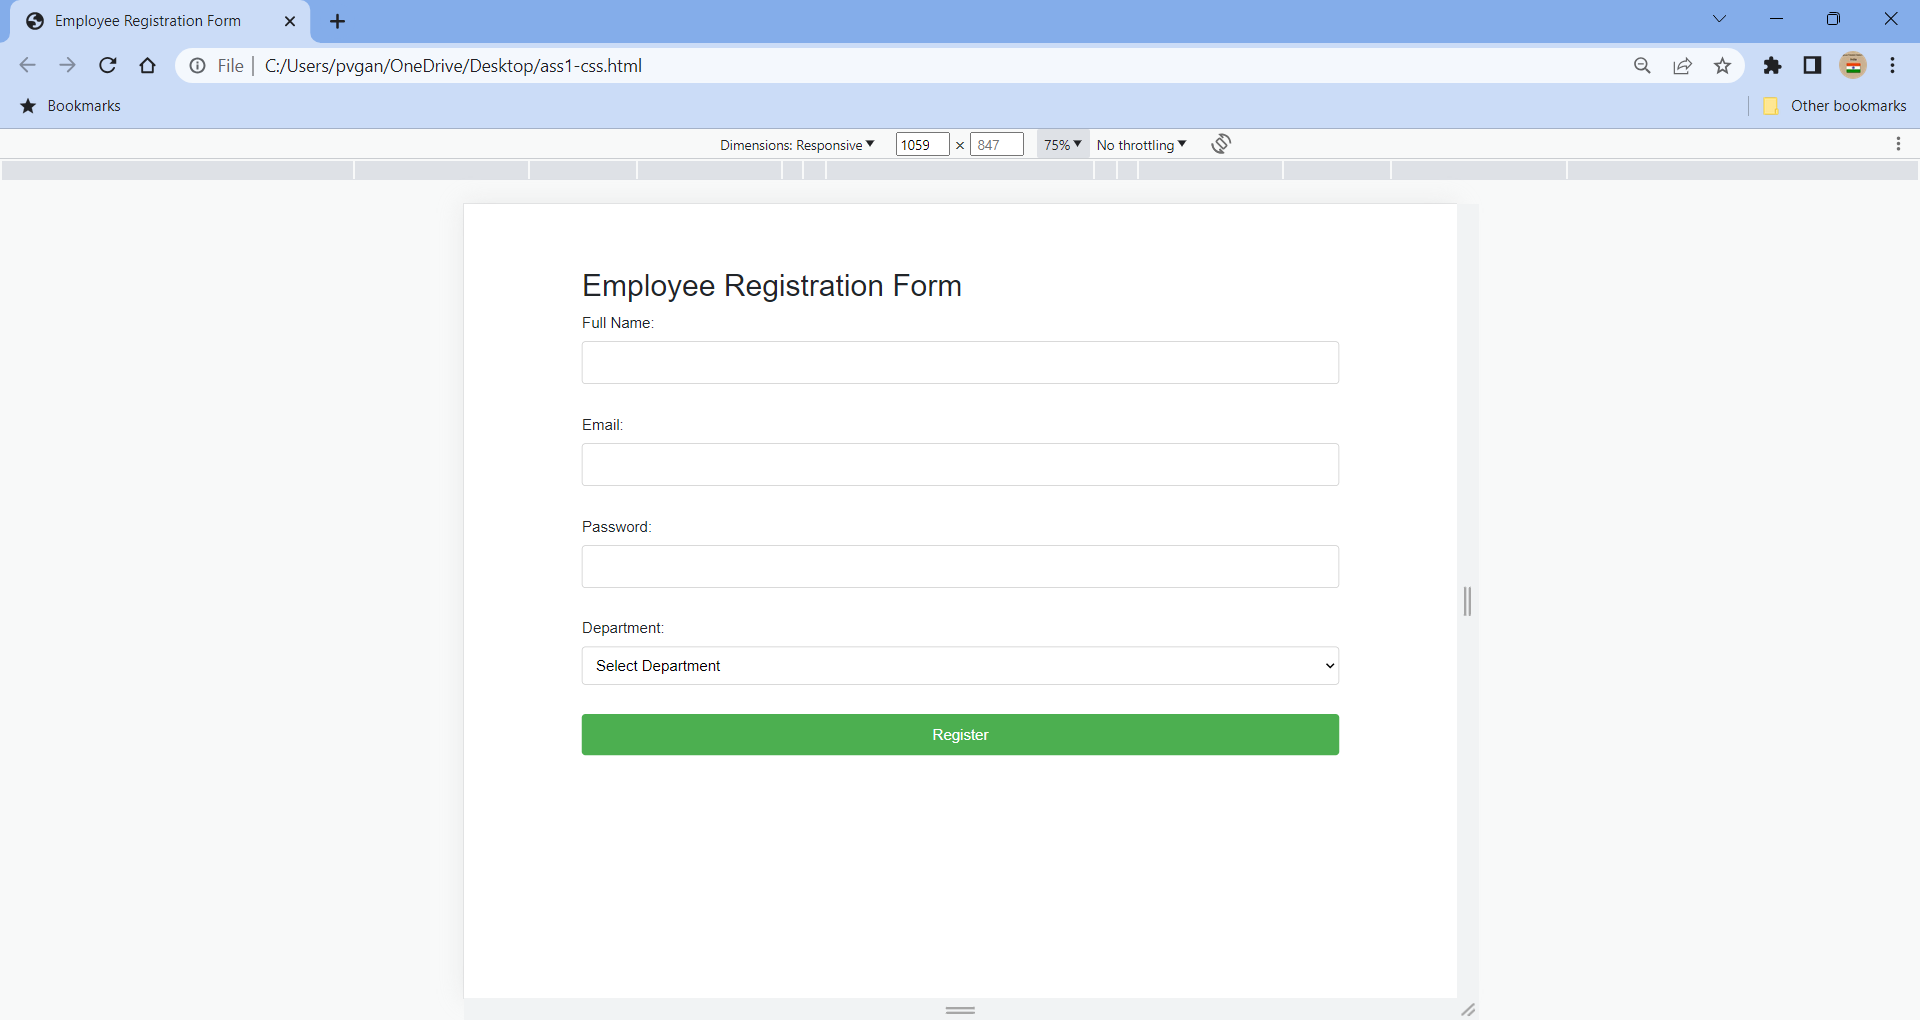 Employee Registration Form
File | C:/Users/pvgan/OneDrive/Desktop/ass1-css.html
Bookmarks
Other bookmarks
Dimensions: Responsive 1059 × 847 75% No throttling
Employee Registration Form
Full Name:
Email:
Password:
Department:
Select Department
Register